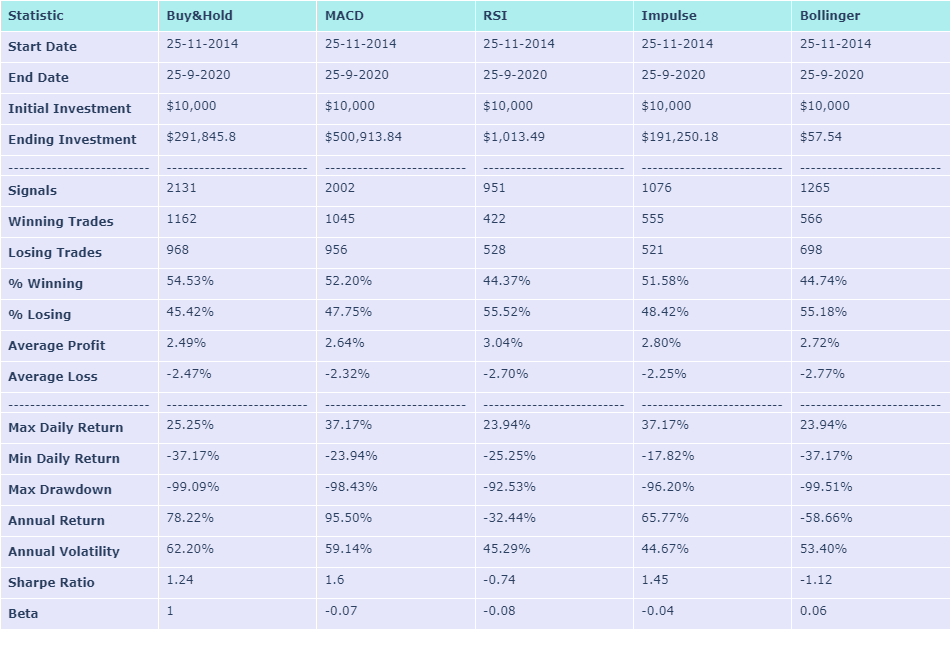 Statistic Buy&Hold MACD RSI Impulse Bollinger
Start Date 25-11-2014 25-11-2014 25-11-2014 25-11-2014 25-11-2014
End Date 25-9-2020 25-9-2020 25-9-2020 25-9-2020 25-9-2020
Initial Investment $10,000 $10,000 $10,000 $10,000 $10,000
Ending Investment $291,845.8 $500,913.84 $1,013.49 $191,250.18 $57.54
-------------------------- -------------------------- -------------------------- -------------------------- -------------------------- --------------------------
Signals 2131 2002 951 1076 1265
Winning Trades 1162 1045 422 555 566
Losing Trades 968 956 528 521 698
% Winning 54.53% 52.20% 44.37% 51.58% 44.74%
% Losing 45.42% 47.75% 55.52% 48.42% 55.18%
Average Profit 2.49% 2.64% 3.04% 2.80% 2.72%
Average Loss -2.47% -2.32% -2.70% -2.25% -2.77%
-------------------------- -------------------------- -------------------------- -------------------------- -------------------------- --------------------------
Max Daily Return 25.25% 37.17% 23.94% 37.17% 23.94%
Min Daily Return -37.17% -23.94% -25.25% -17.82% -37.17%
Max Drawdown -99.09% -98.43% -92.53% -96.20% -99.51%
Annual Return 78.22% 95.50% -32.44% 65.77% -58.66%
Annual Volatility 62.20% 59.14% 45.29% 44.67% 53.40%
Sharpe Ratio 1.24 1.6 -0.74 1.45 -1.12
Beta 1 -0.07 -0.08 -0.04 0.06